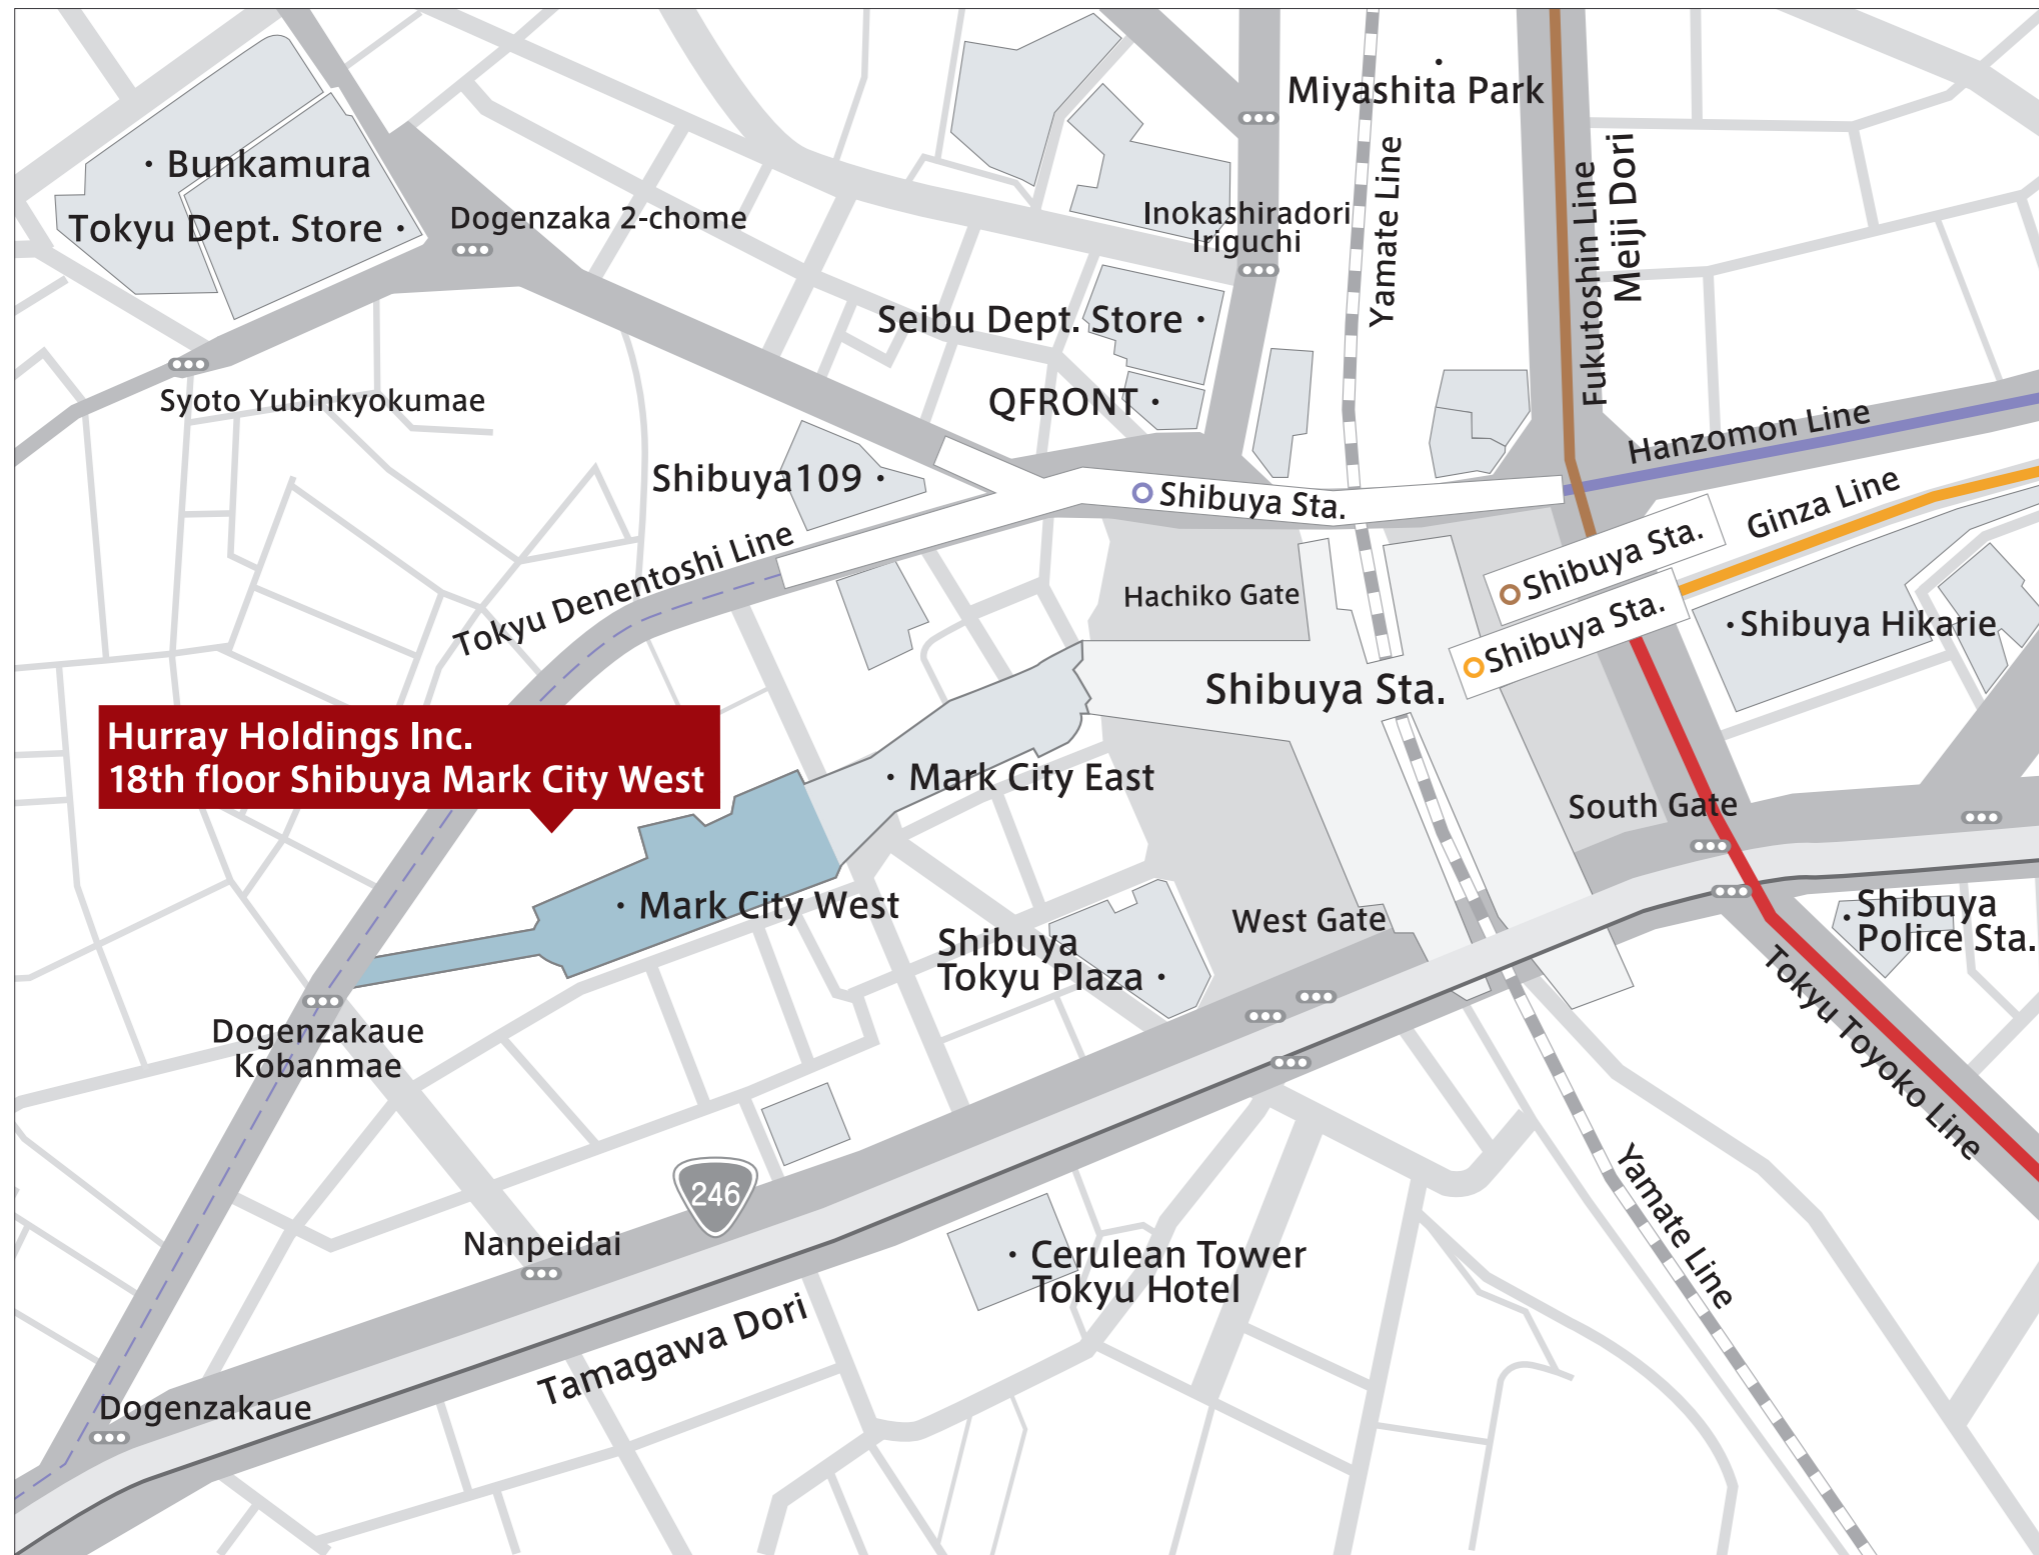 Miyashita Park
Bunkamura
Tokyu Dept. Store
Dogenzaka 2-chome
Inokashiradori
Iriguchi
Yamate Line
Fukutoshin Line
Meiji Dori
Seibu Dept. Store
QFRONT
Syoto Yubinkyokumae
Hanzomon Line
Shibuya109
Shibuya Sta.
Ginza Line
Tokyu Denentoshi Line
Shibuya Sta.
Hachiko Gate
Shibuya Sta.
Shibuya Hikarie
Shibuya Sta.
Hurray Holdings Inc.
18th floor Shibuya Mark City West
Mark City East
South Gate
Mark City West
West Gate
Shibuya
Tokyu Plaza
Shibuya
Police Sta.
Dogenzakaue
Kobanmae
Tokyu Toyoko Line
246
Nanpeidai
Cerulean Tower
Tokyu Hotel
Yamate Line
Tamagawa Dori
Dogenzakaue